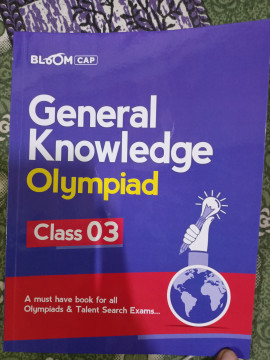 BLOOM CAP
General
Knowledge
Olympiad
Class 03
A must have book for all
Olympiads & Talent Search Exams...